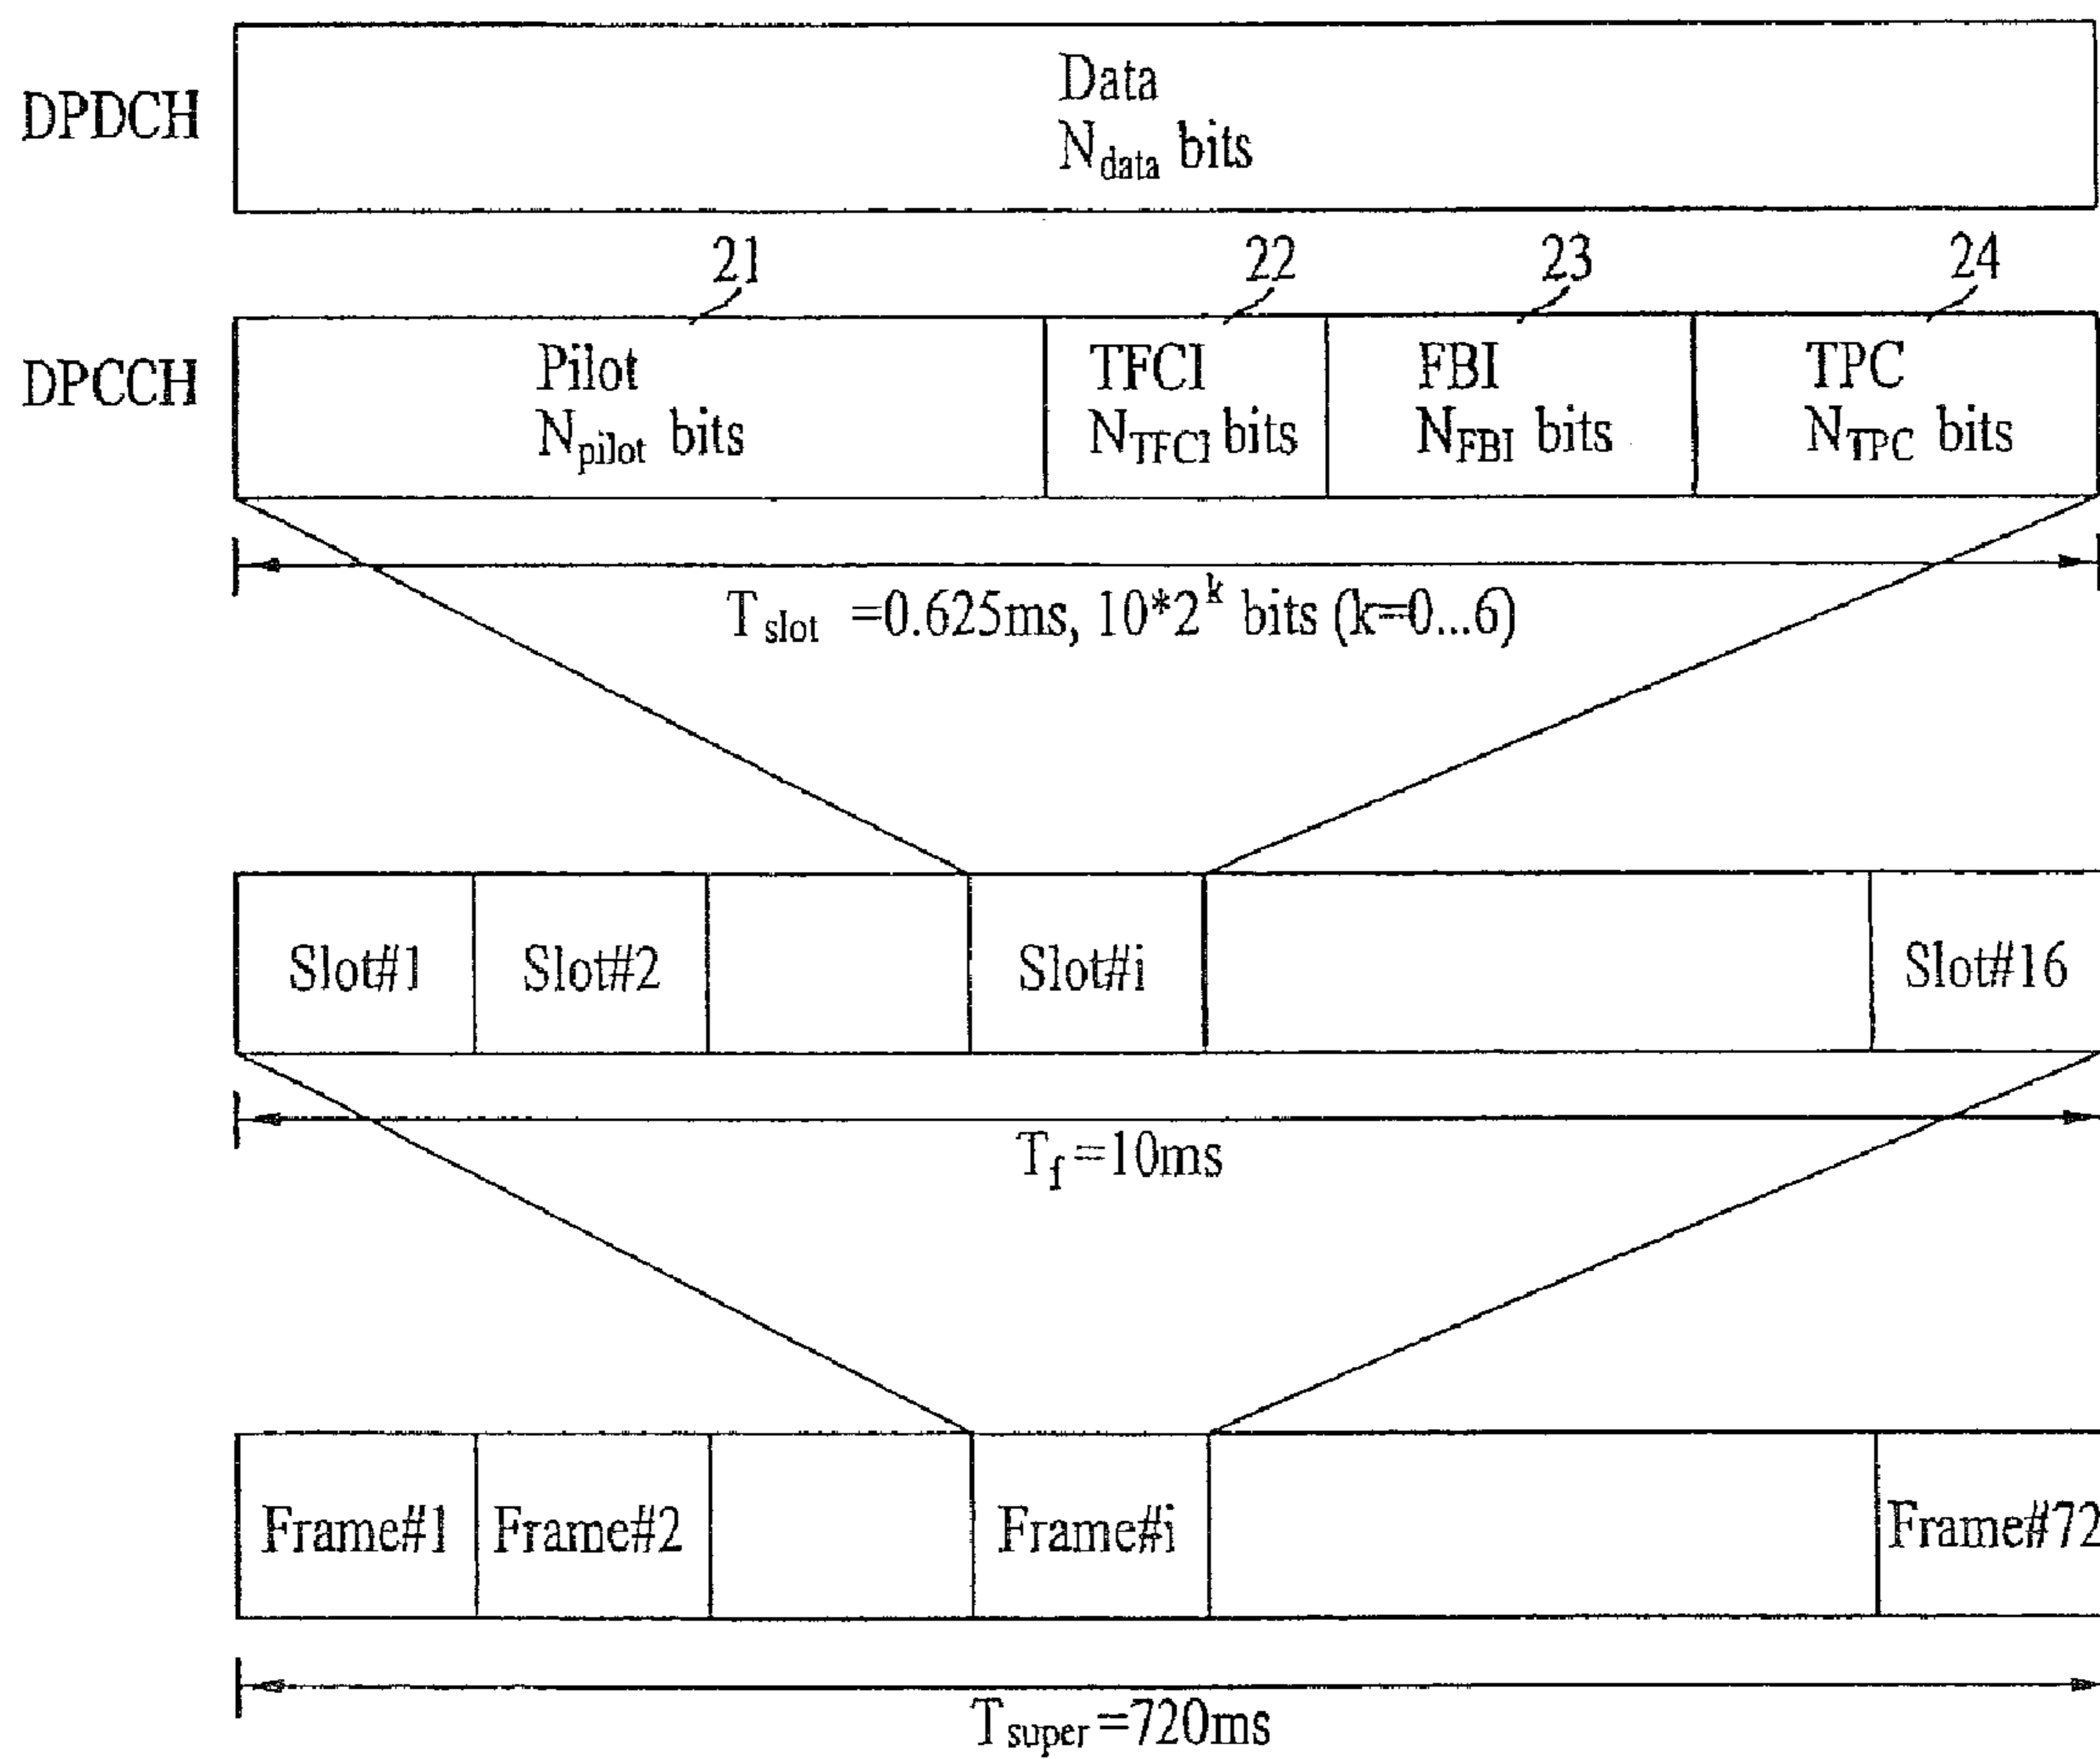 DPDCH
Data
N_data bits
21 22 23 24
DPCCH
Pilot
N_pilot bits
TFCI
N_TFCI bits
FBI
N_FBI bits
TPC
N_TPC bits
T_slot =0.625ms, 10*2^k bits (k=0...6)
Slot#1 Slot#2 Slot#i Slot#16
T_f=10ms
Frame#1 Frame#2 Frame#i Frame#72
T_super=720ms